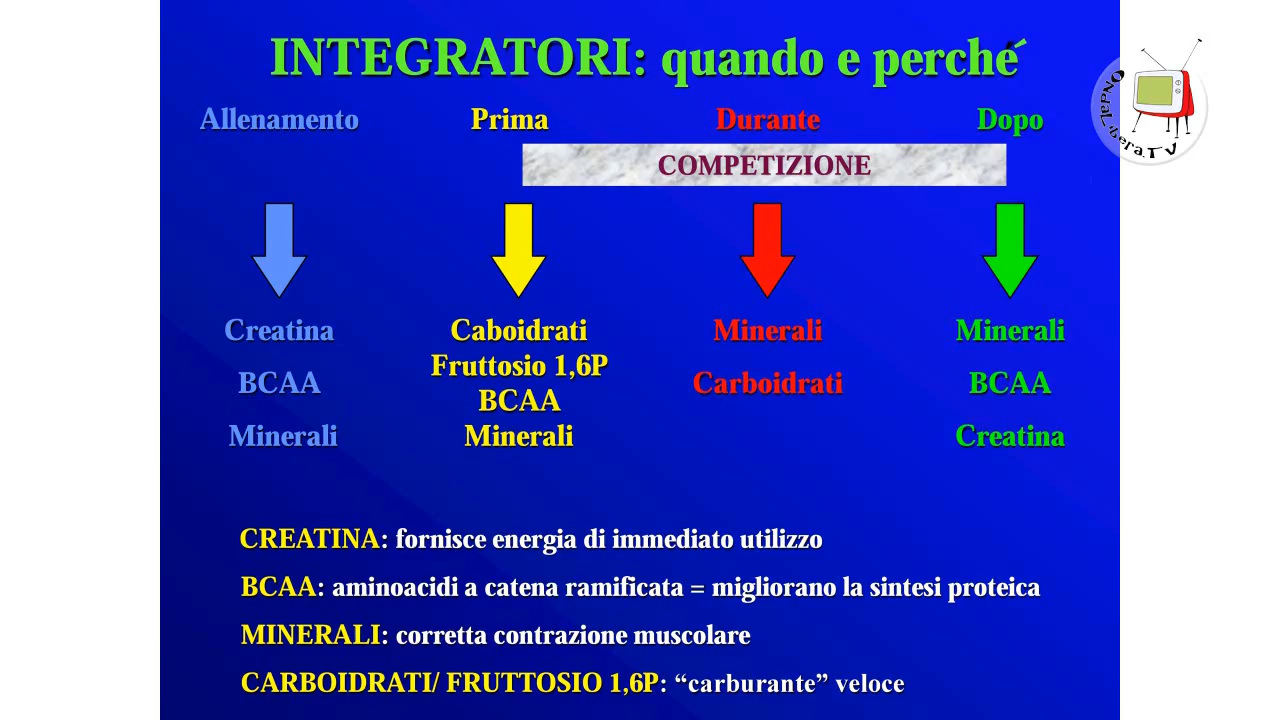 INTEGRATORI: quando e perché
Allenamento Prima Durante Dopo
COMPETIZIONE
Creatina Caboidrati Minerali Minerali
Fruttosio 1,6P
BCAA BCAA Carboidrati BCAA
Minerali Minerali Creatina
CREATINA: fornisce energia di immediato utilizzo
BCAA: aminoacidi a catena ramificata = migliorano la sintesi proteica
MINERALI: corretta contrazione muscolare
CARBOIDRATI/ FRUTTOSIO 1,6P: “carburante” veloce
OndaLibera.TV